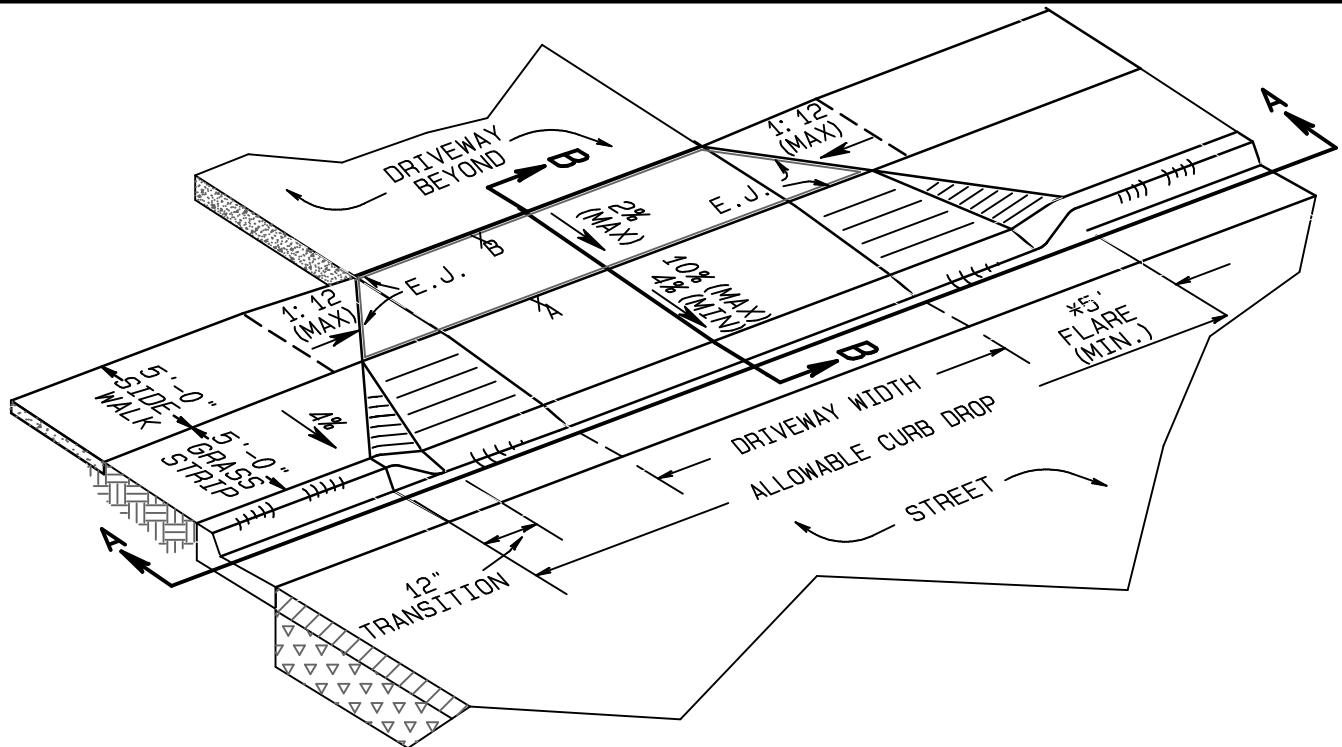 A
1:12
(MAX)
DRIVEWAY
BEYOND
B
2%
(MAX)
E.J.
B
E.J.
A
10% (MAX)
4% (MIN)
1:12
(MAX)
*5'
FLARE
(MIN.)
B
5'-0"
SIDE
WALK
4%
5'-0"
GRASS
STRIP
DRIVEWAY WIDTH
ALLOWABLE CURB DROP
STREET
A
12"
TRANSITION